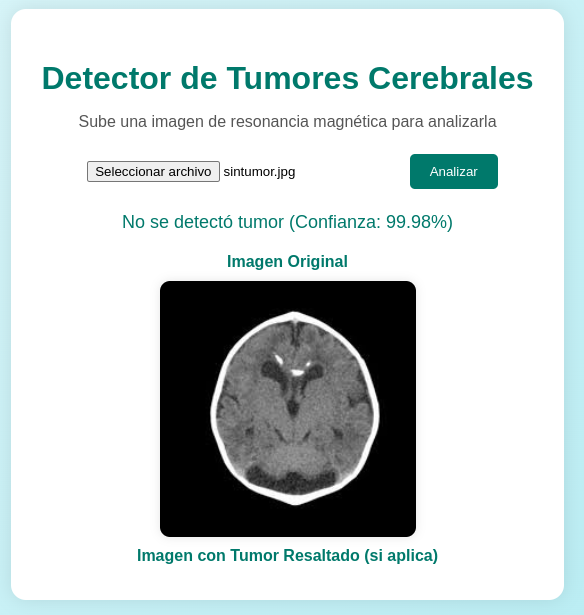 Detector de Tumores Cerebrales
Sube una imagen de resonancia magnética para analizarla
Seleccionar archivo sintumor.jpg Analizar
No se detectó tumor (Confianza: 99.98%)
Imagen Original
Imagen con Tumor Resaltado (si aplica)